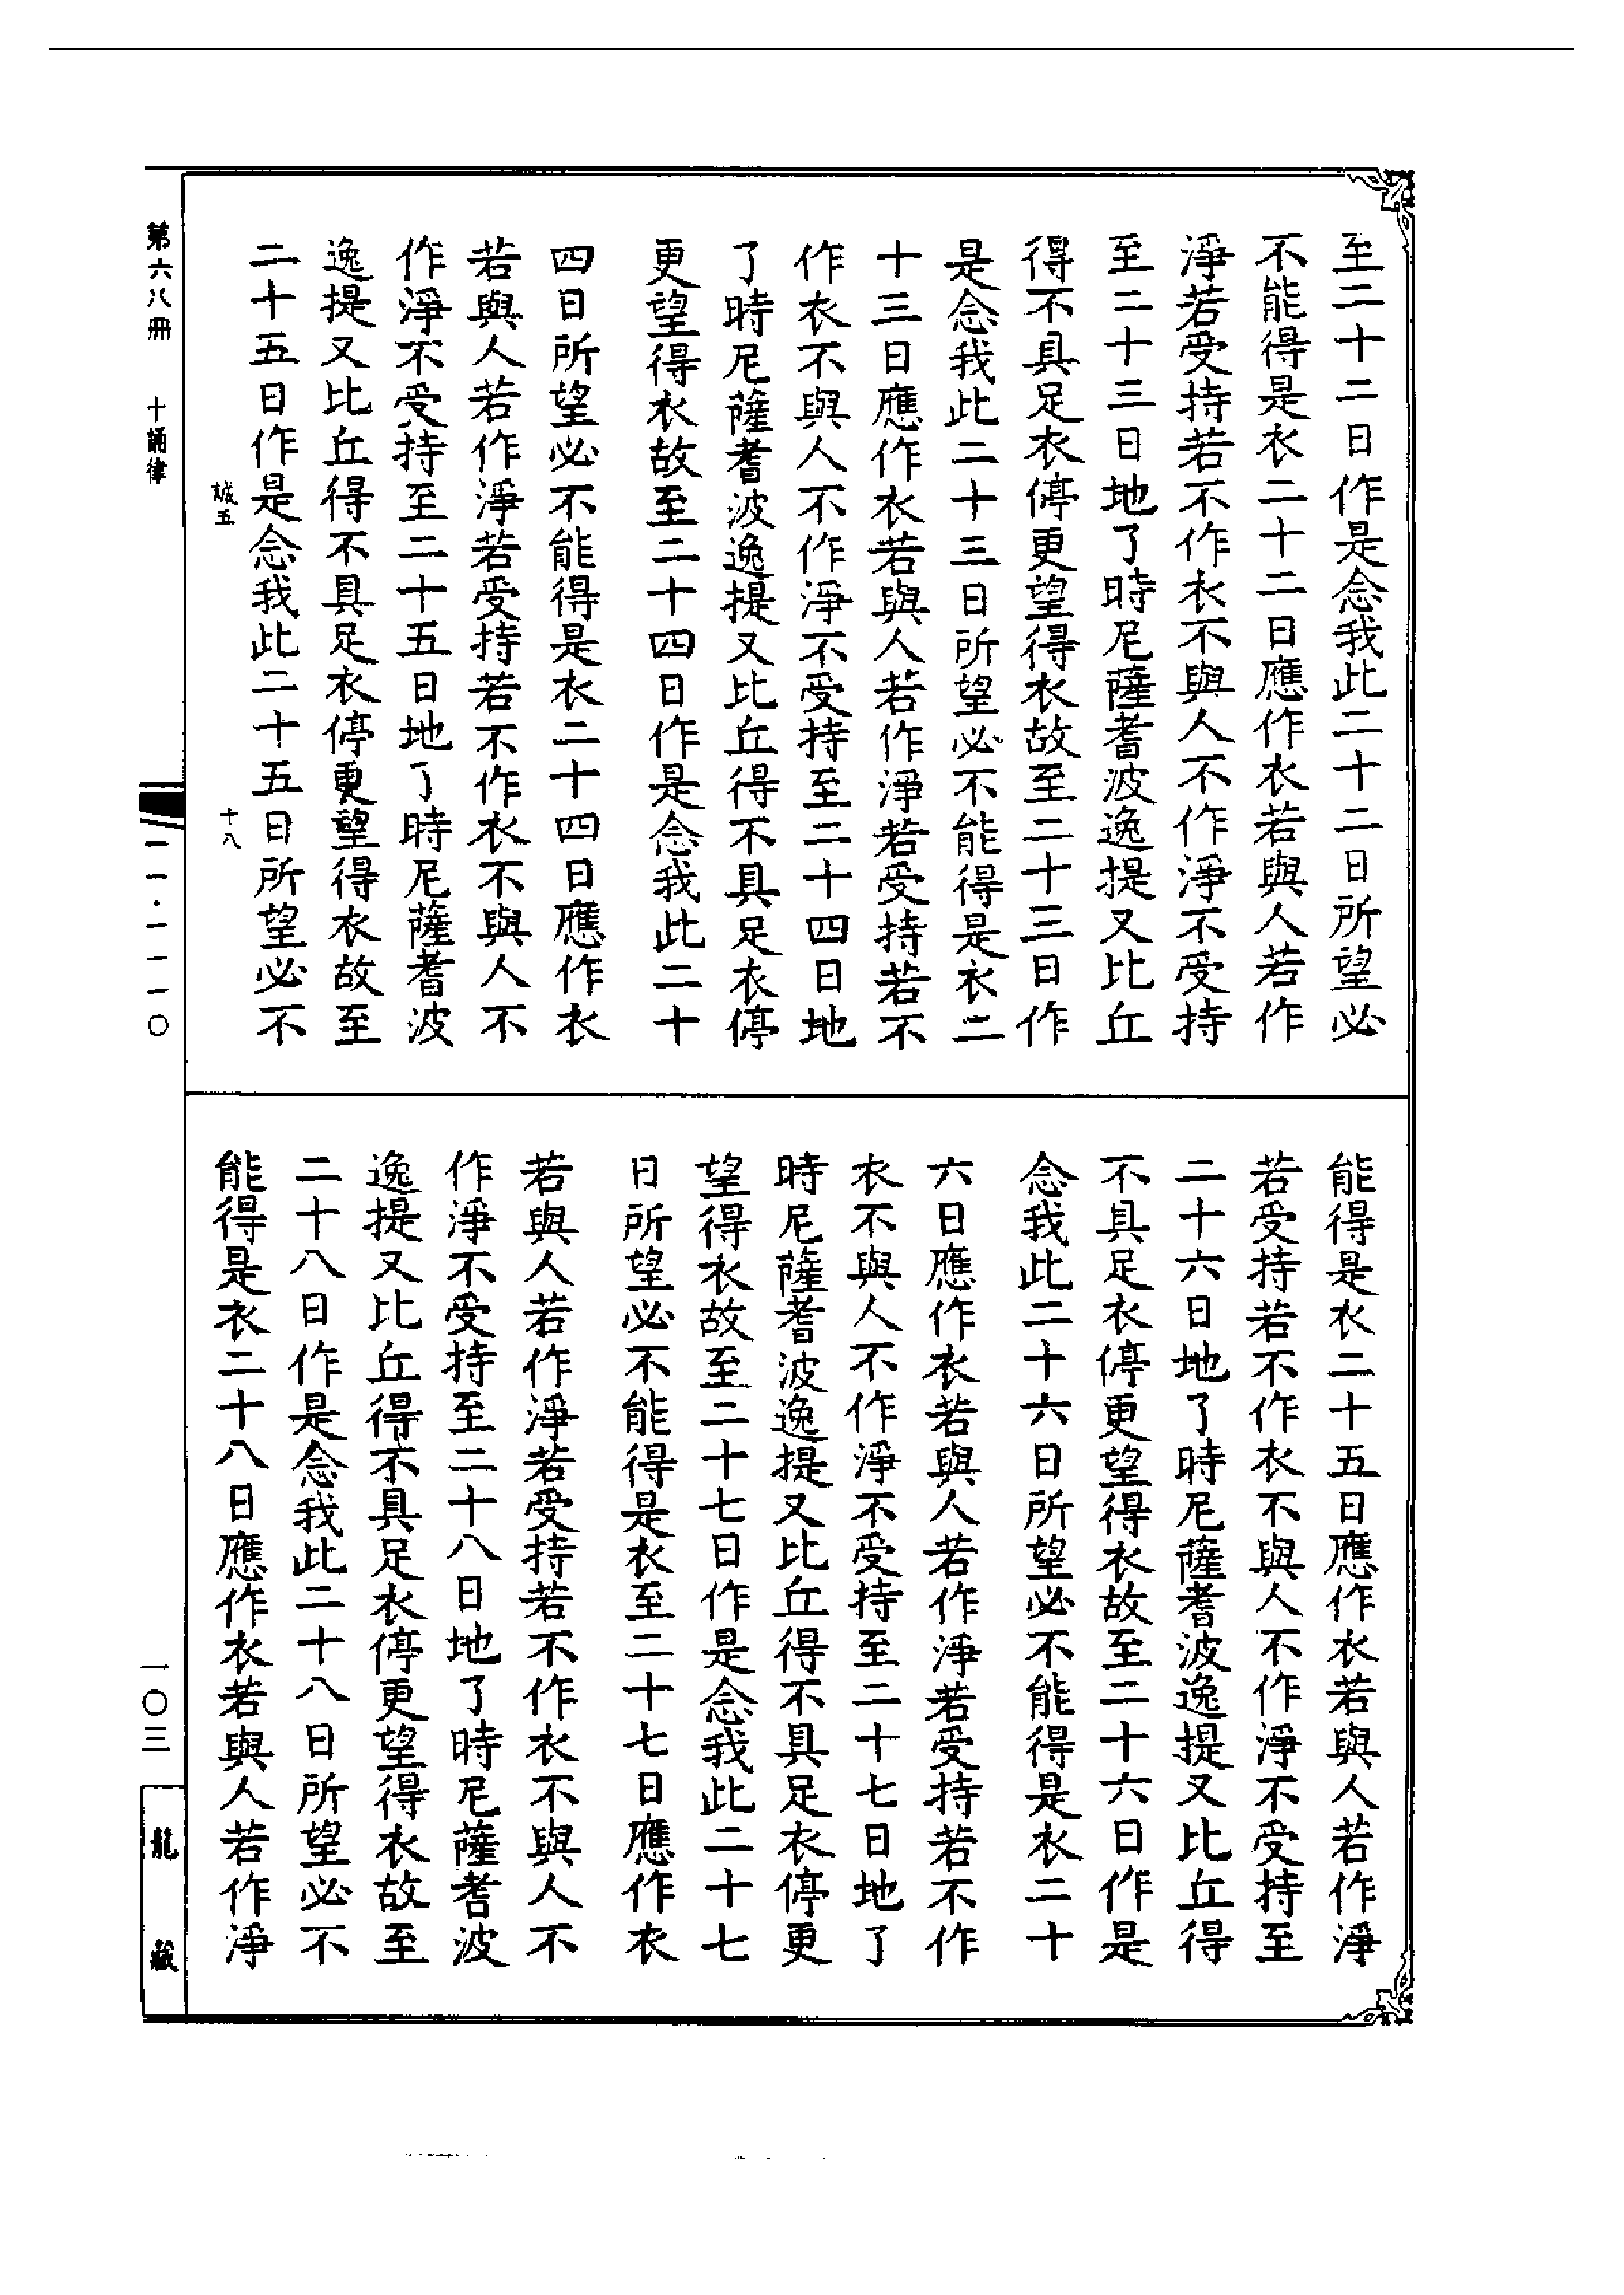 至二十二日作是念我此二十二日所望必
不能得是衣二十二日應作衣若與人若作
淨若受持若不作衣不與人不作淨不受持
至二十三日地了時尼薩耆波逸提又比丘
得不具足衣停更望得衣故至二十三日作
是念我此二十三日所望必不能得是衣二
十三日應作衣若與人若作淨若受持若不
作衣不與人不作淨不受持至二十四日地
了時尼薩耆波逸提又比丘得不具足衣停
更望得衣故至二十四日作是念我此二十
四日所望必不能得是衣二十四日應作衣
若與人若作淨若受持若不作衣不與人不
作淨不受持至二十五日地了時尼薩耆波
逸提又比丘得不具足衣停更望得衣故至
二十五日作是念我此二十五日所望必不
誠五 十八
能得是衣二十五日應作衣若與人若作淨
若受持若不作衣不與人不作淨不受持至
二十六日地了時尼薩耆波逸提又比丘得
不具足衣停更望得衣故至二十六日作是
念我此二十六日所望必不能得是衣二十
六日應作衣若與人若作淨若受持若不作
衣不與人不作淨不受持至二十七日地了
時尼薩耆波逸提又比丘得不具足衣停更
望得衣故至二十七日作是念我此二十七
日所望必不能得是衣至二十七日應作衣
若與人若作淨若受持若不作衣不與人不
作淨不受持至二十八日地了時尼薩耆波
逸提又比丘得不具足衣停更望得衣故至
二十八日作是念我此二十八日所望必不
能得是衣二十八日應作衣若與人若作淨
第六八冊 十誦律
一一·一一一〇
一〇三
龍藏